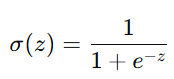 σ(z) = 1 / (1 + e^{-z})